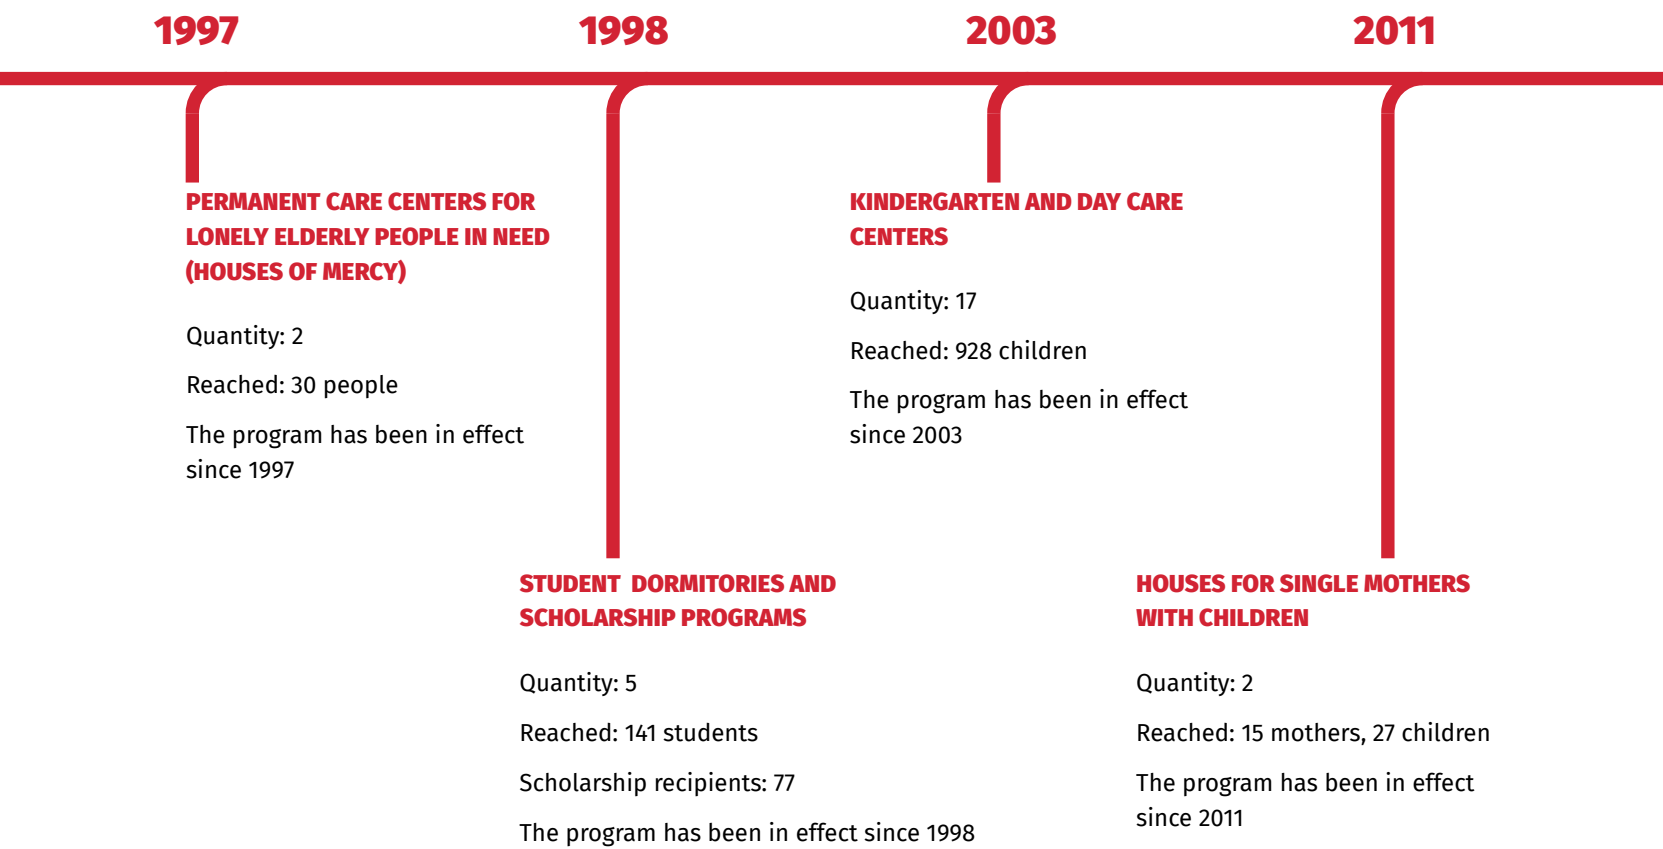 1997
1998
2003
2011
PERMANENT CARE CENTERS FOR
LONELY ELDERLY PEOPLE IN NEED
(HOUSES OF MERCY)
Quantity: 2
Reached: 30 people
The program has been in effect
since 1997
STUDENT DORMITORIES AND
SCHOLARSHIP PROGRAMS
Quantity: 5
Reached: 141 students
Scholarship recipients: 77
The program has been in effect since 1998
KINDERGARTEN AND DAY CARE
CENTERS
Quantity: 17
Reached: 928 children
The program has been in effect
since 2003
HOUSES FOR SINGLE MOTHERS
WITH CHILDREN
Quantity: 2
Reached: 15 mothers, 27 children
The program has been in effect
since 2011